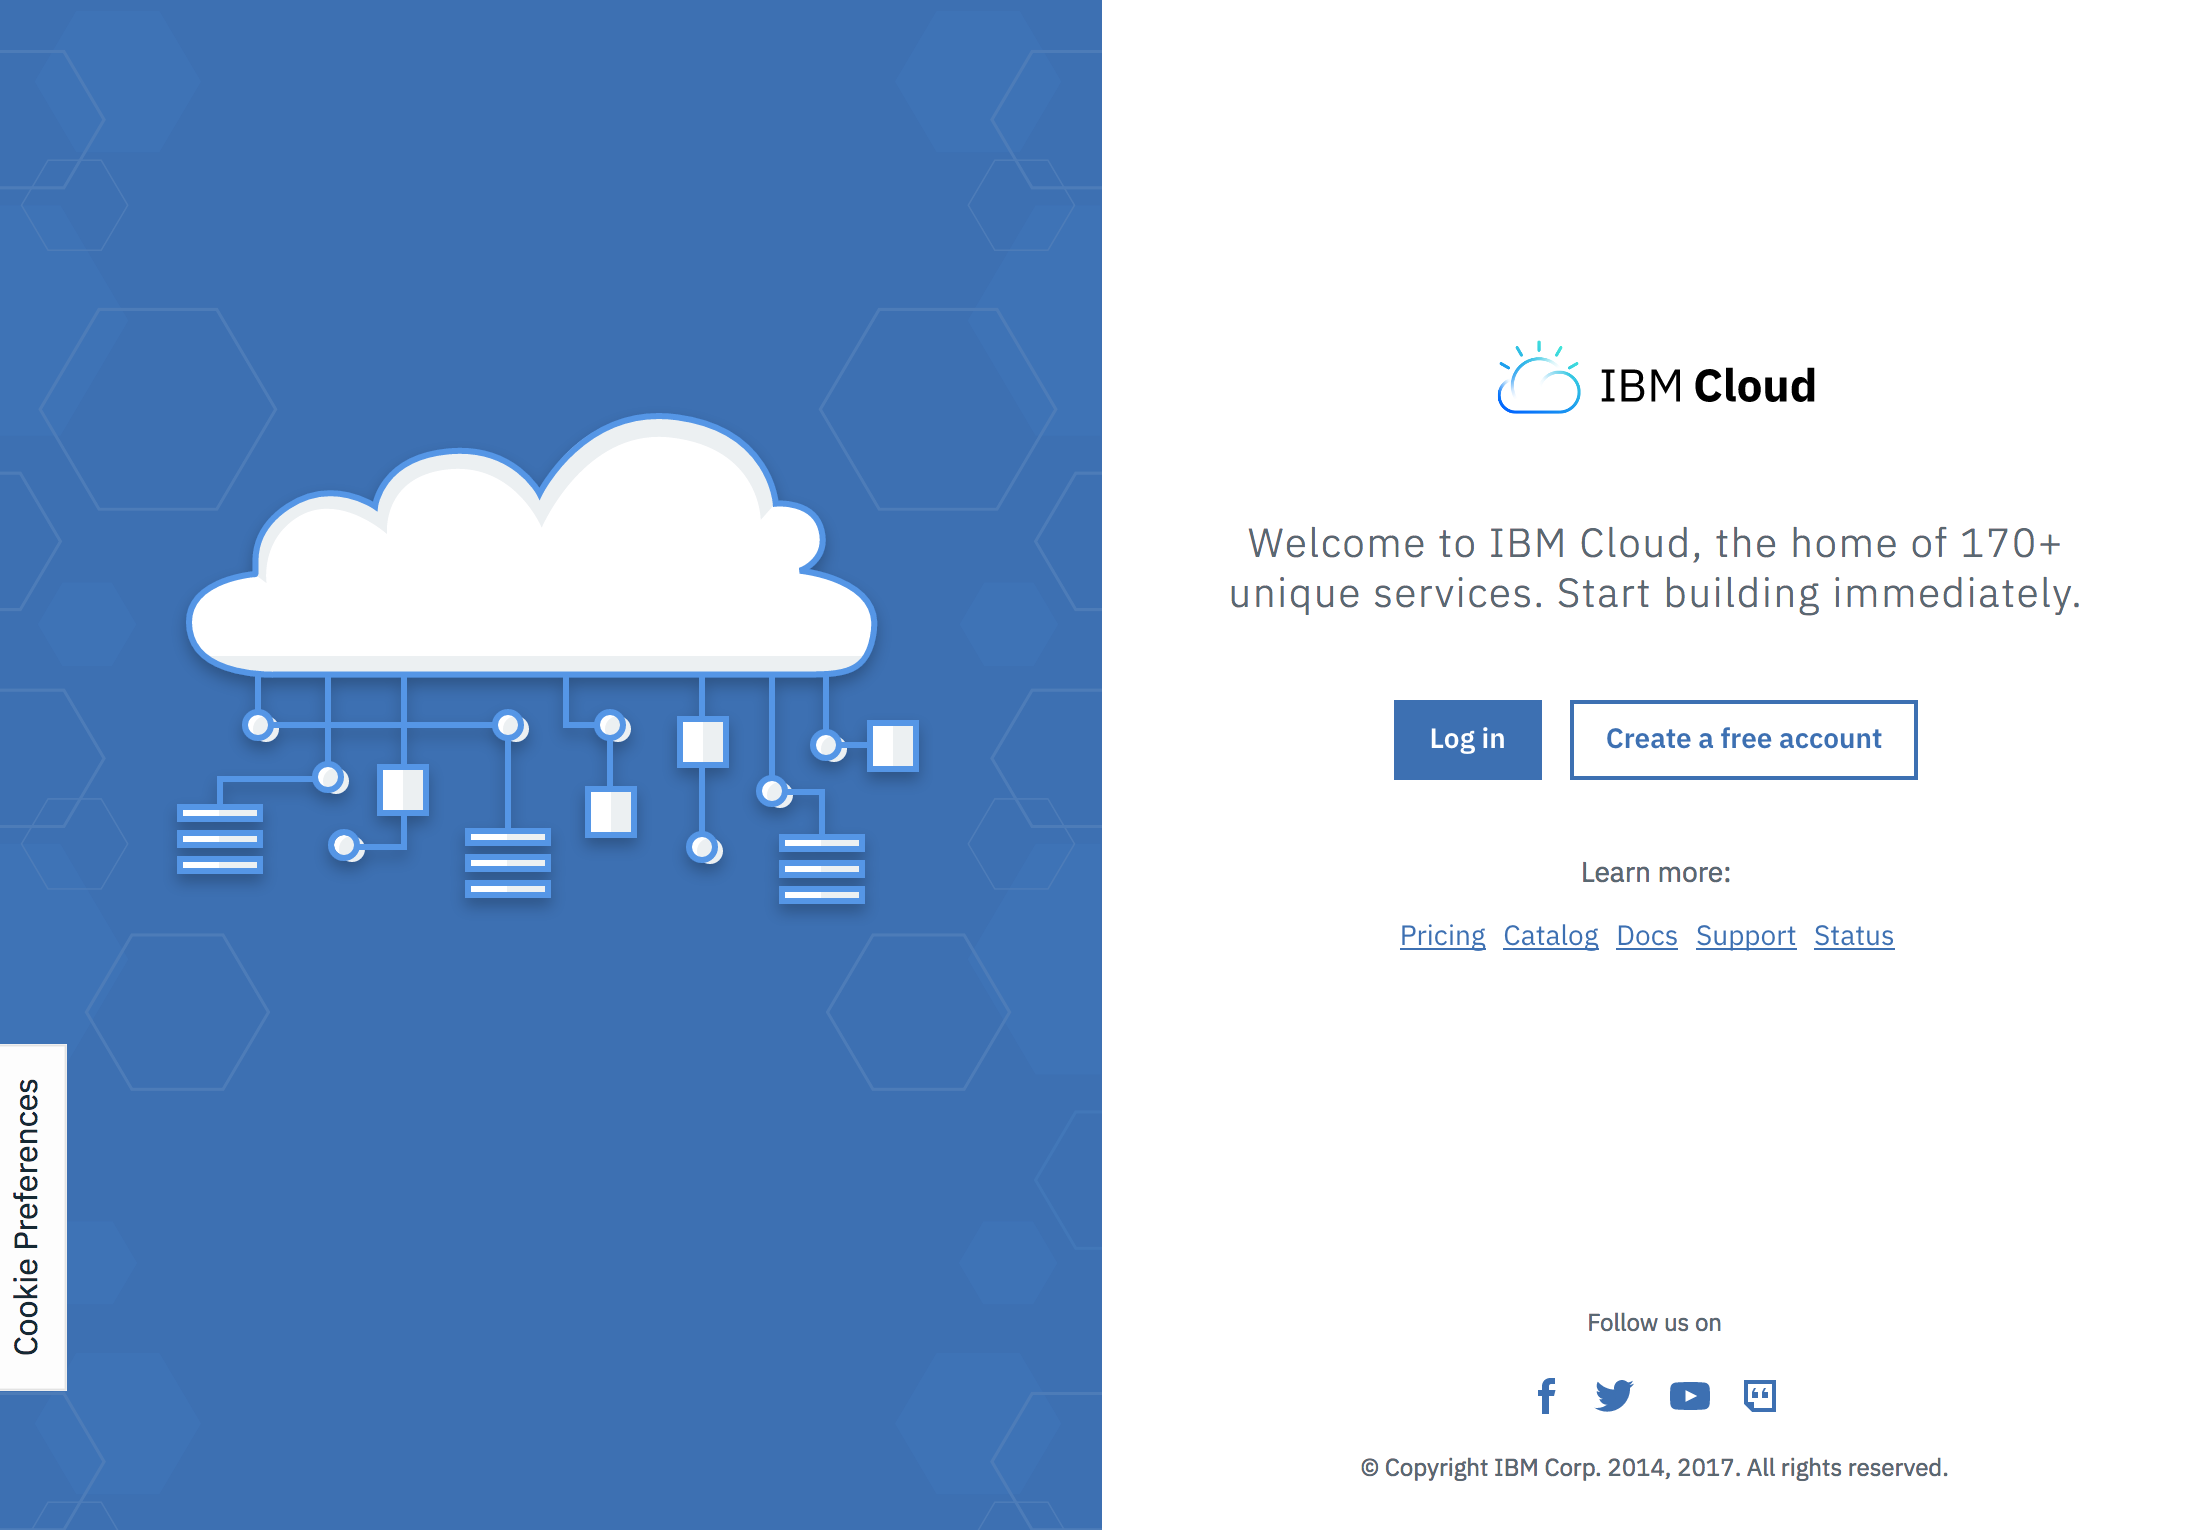 IBM Cloud
Welcome to IBM Cloud, the home of 170+
unique services. Start building immediately.
Log in
Create a free account
Learn more:
Pricing Catalog Docs Support Status
Cookie Preferences
Follow us on
© Copyright IBM Corp. 2014, 2017. All rights reserved.